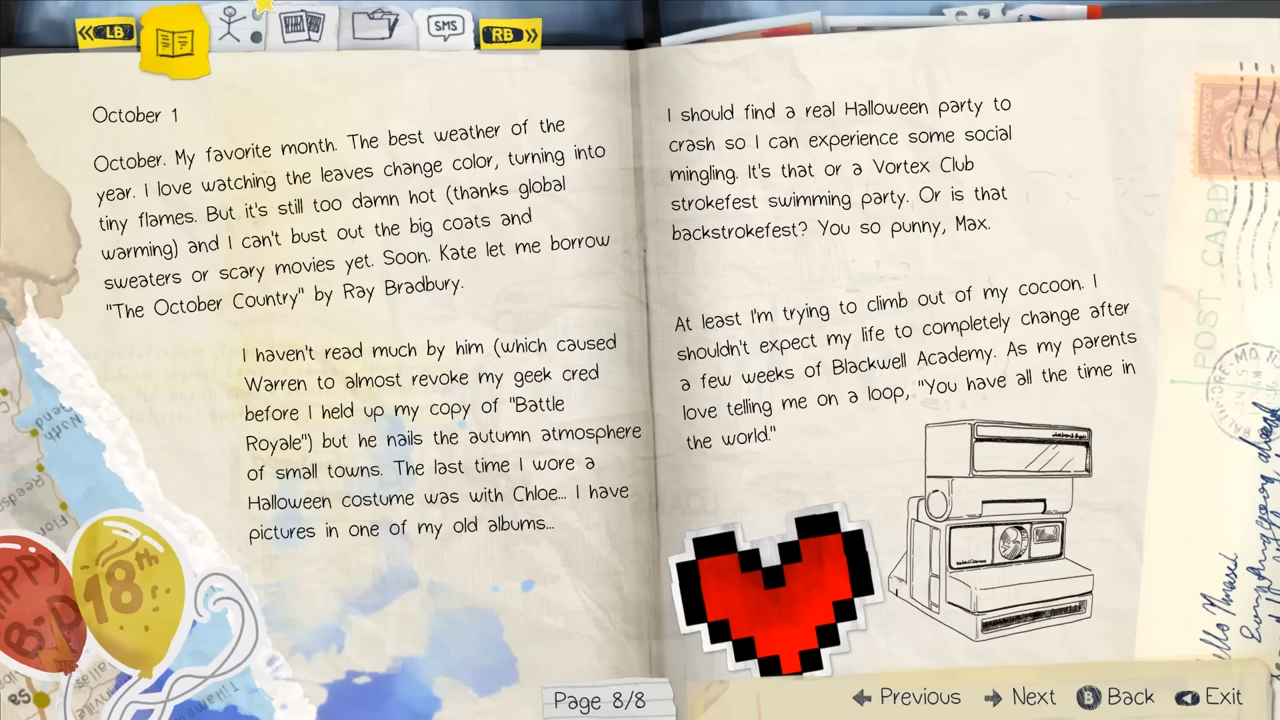 LB
SMS
RB
October 1
October. My favorite month. The best weather of the
year. I love watching the leaves change color, turning into
tiny flames. But it's still too damn hot (thanks global
warming) and I can't bust out the big coats and
sweaters or scary movies yet. Soon. Kate let me borrow
"The October Country" by Ray Bradbury.
I haven't read much by him (which caused
Warren to almost revoke my geek cred
before I held up my copy of "Battle
Royale") but he nails the autumn atmosphere
of small towns. The last time I wore a
Halloween costume was with Chloe... I have
pictures in one of my old albums...
I should find a real Halloween party to
crash so I can experience some social
mingling. It's that or a Vortex Club
strokefest swimming party. Or is that
backstrokefest? You so punny, Max.
At least I'm trying to climb out of my cocoon. I
shouldn't expect my life to completely change after
a few weeks of Blackwell Academy. As my parents
love telling me on a loop, "You have all the time in
the world."
POST CARD
North
Bend
B-D
18th
Page 8/8
Previous
Next
B Back
Exit